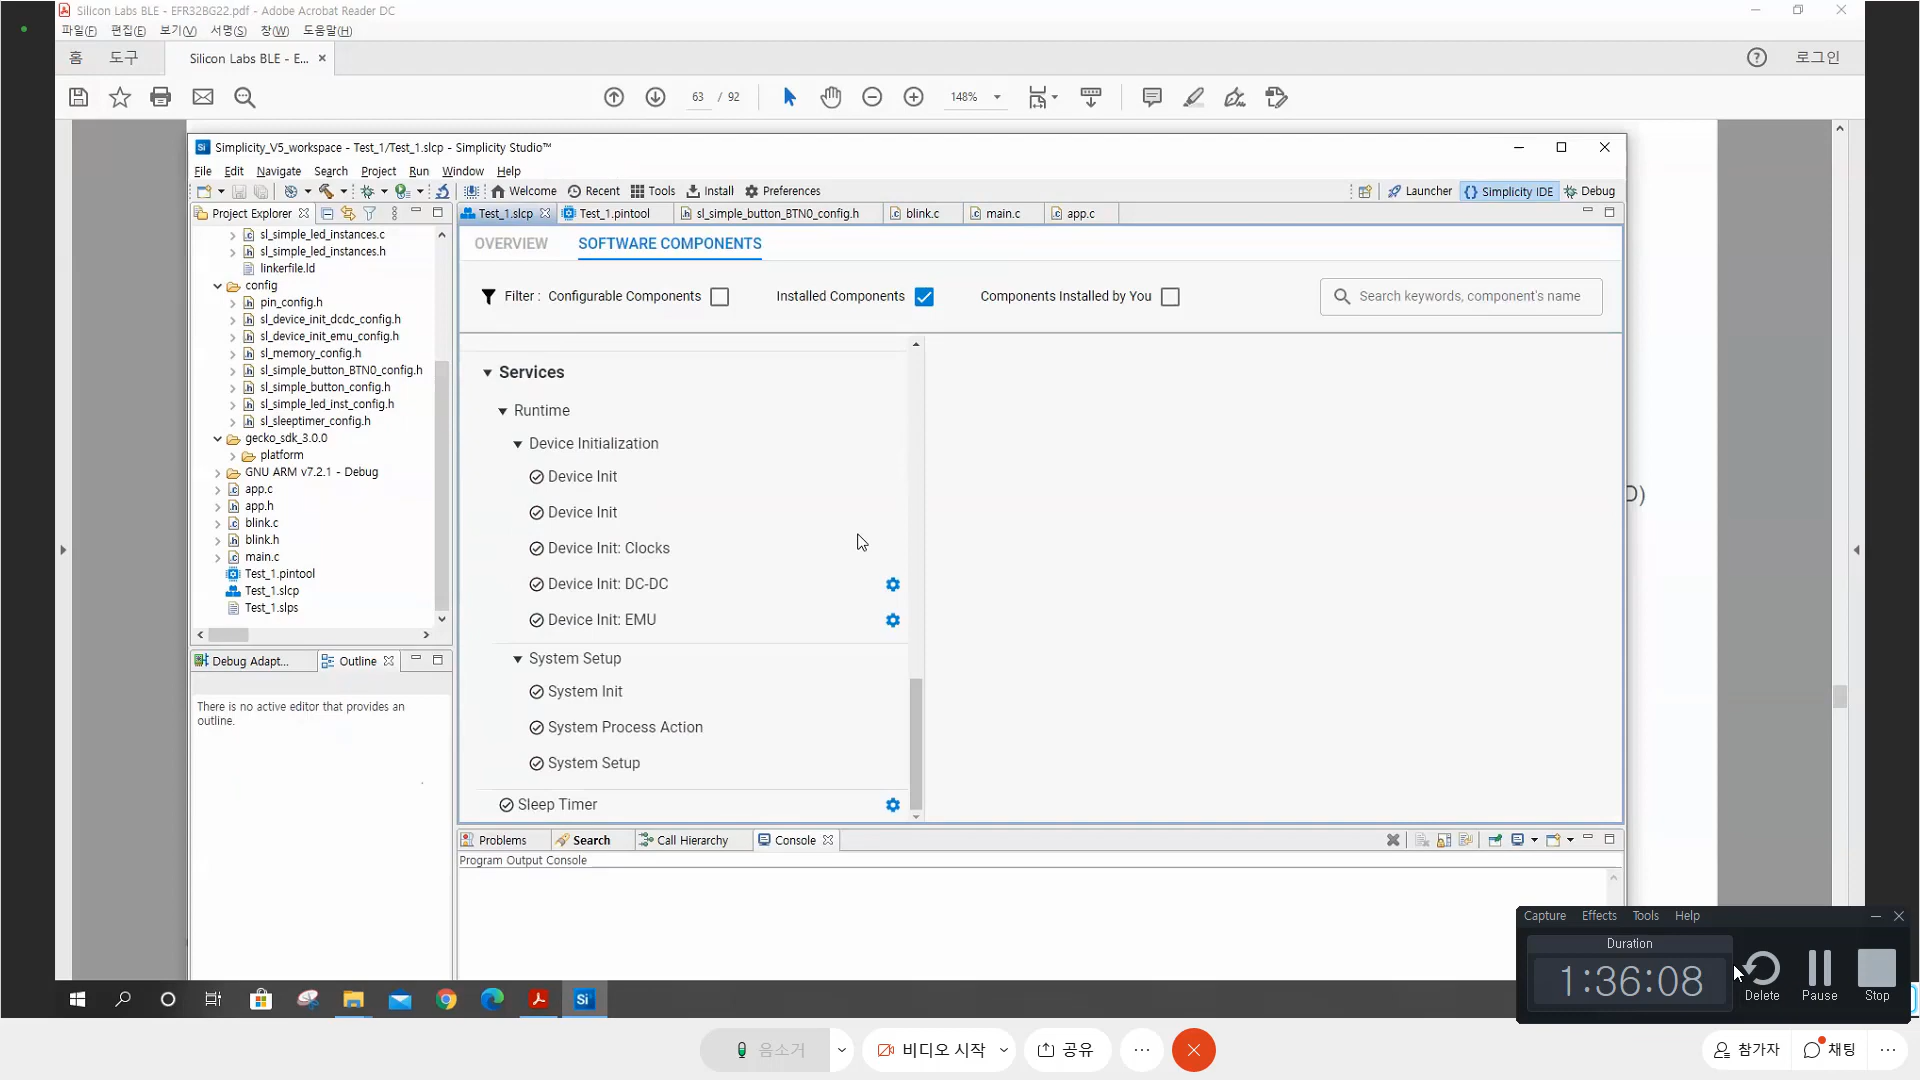 Silicon Labs BLE - EFR32BG22.pdf - Adobe Acrobat Reader DC
파일(F) 편집(E) 보기(V) 서명(S) 창(W) 도움말(H)
홈 도구 Silicon Labs BLE - E... × 로그인
63 / 92 148%
Simplicity_V5_workspace - Test_1/Test_1.slcp - Simplicity Studio™
File Edit Navigate Search Project Run Window Help
Welcome Recent Tools Install Preferences Launcher Simplicity IDE Debug
Project Explorer
Test_1.slcp Test_1.pintool sl_simple_button_BTN0_config.h blink.c main.c app.c
sl_simple_led_instances.c
sl_simple_led_instances.h
linkerfile.ld
config
pin_config.h
sl_device_init_dcdc_config.h
sl_device_init_emu_config.h
sl_memory_config.h
sl_simple_button_BTN0_config.h
sl_simple_button_config.h
sl_simple_led_inst_config.h
sl_sleeptimer_config.h
gecko_sdk_3.0.0
platform
GNU ARM v7.2.1 - Debug
app.c
app.h
blink.c
blink.h
main.c
Test_1.pintool
Test_1.slcp
Test_1.slps
Debug Adapt... Outline
There is no active editor that provides an
outline.
OVERVIEW SOFTWARE COMPONENTS
Filter : Configurable Components Installed Components Components Installed by You Search keywords, component's name
Services
Runtime
Device Initialization
Device Init
Device Init
Device Init: Clocks
Device Init: DC-DC
Device Init: EMU
System Setup
System Init
System Process Action
System Setup
Sleep Timer
D)
Problems Search Call Hierarchy Console
Program Output Console
Capture Effects Tools Help
Duration
1:36:08
Delete Pause Stop
음소거 비디오 시작 공유 참가자 채팅